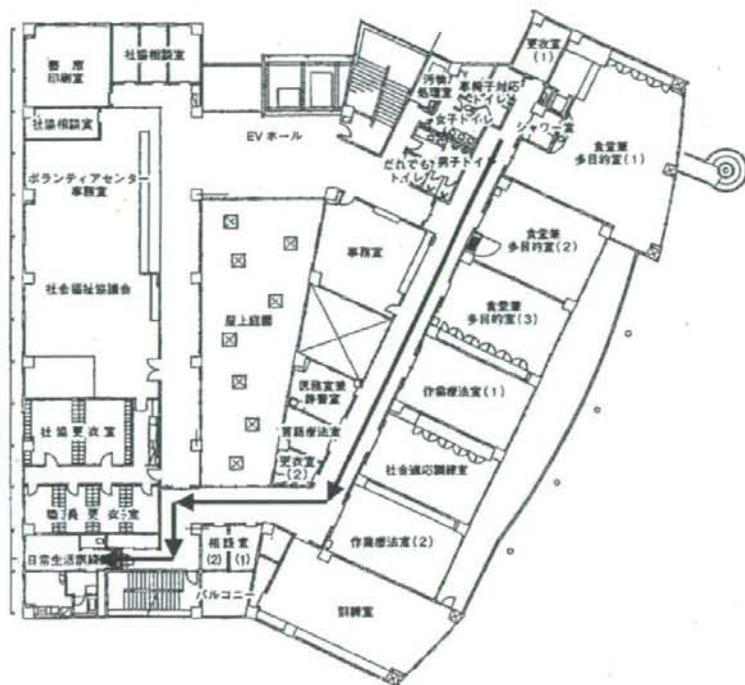 書庫
印刷室
社協相談室
社協相談室
ボランティアセンター
事務室
社会福祉協議会
社協更衣室
職員更衣室
日常生活訓練
EVホール
屋上庭園
汚物
処理室
車椅子対応
トイレ
女子トイレ
男子トイレ
だれでも
トイレ
更衣室
(1)
シャワー室
食堂兼
多目的室(1)
事務室
食堂兼
多目的室(2)
食堂兼
多目的室(3)
医務室兼
静養室
言語療法室
更衣室
(2)
作業療法室(1)
社会適応訓練室
作業療法室(2)
相談室
(2)
(1)
バルコニー
訓練室